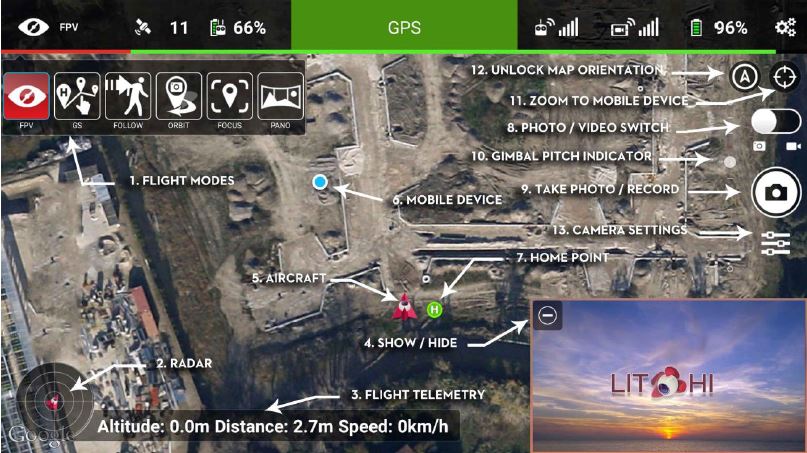 FPV
11
66%
GPS
96%
FPV
GS
FOLLOW
ORBIT
FOCUS
PANO
H
12. UNLOCK MAP ORIENTATION
A
11. ZOOM TO MOBILE DEVICE
8. PHOTO / VIDEO SWITCH
1. FLIGHT MODES
10. GIMBAL PITCH INDICATOR
6. MOBILE DEVICE
9. TAKE PHOTO / RECORD
13. CAMERA SETTINGS
7. HOME POINT
5. AIRCRAFT
H
4. SHOW / HIDE
2. RADAR
LITCHI
3. FLIGHT TELEMETRY
Google
Altitude: 0.0m Distance: 2.7m Speed: 0km/h